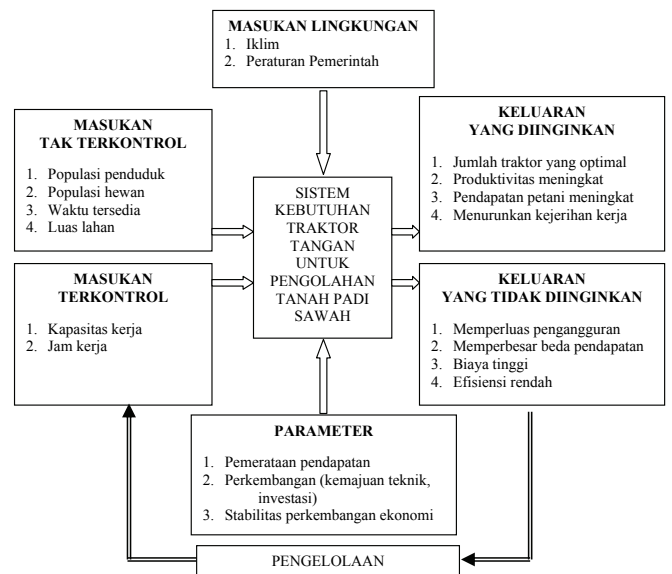 MASUKAN LINGKUNGAN
1. Iklim
2. Peraturan Pemerintah
MASUKAN
TAK TERKONTROL
1. Populasi penduduk
2. Populasi hewan
3. Waktu tersedia
4. Luas lahan
SISTEM
KEBUTUHAN
TRAKTOR
TANGAN
UNTUK
PENGOLAHAN
TANAH PADI
SAWAH
KELUARAN
YANG DIINGINKAN
1. Jumlah traktor yang optimal
2. Produktivitas meningkat
3. Pendapatan petani meningkat
4. Menurunkan kejerihan kerja
MASUKAN
TERKONTROL
1. Kapasitas kerja
2. Jam kerja
KELUARAN
YANG TIDAK DIINGINKAN
1. Memperluas pengangguran
2. Memperbesar beda pendapatan
3. Biaya tinggi
4. Efisiensi rendah
PARAMETER
1. Pemerataan pendapatan
2. Perkembangan (kemajuan teknik,
investasi)
3. Stabilitas perkembangan ekonomi
PENGELOLAAN